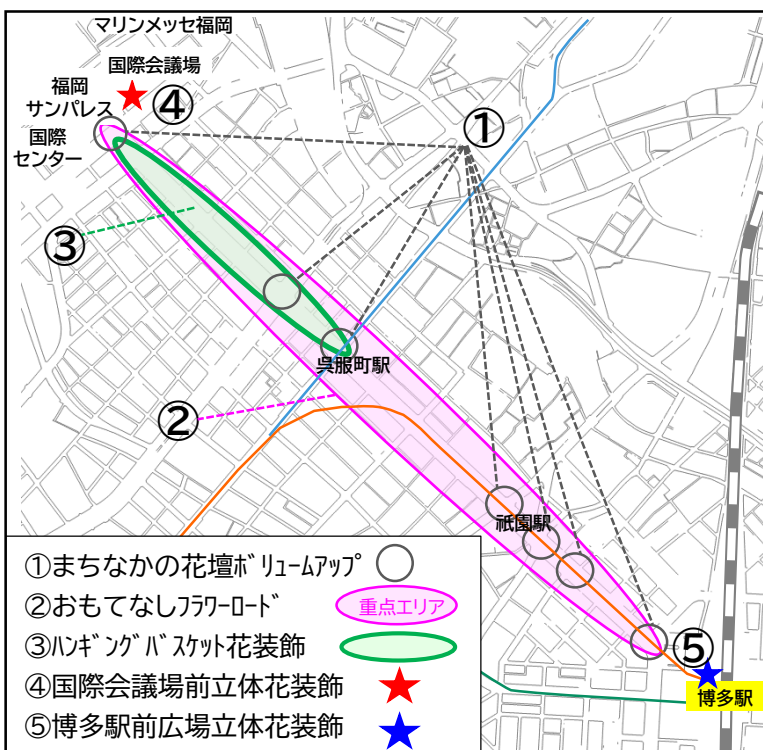 マリンメッセ福岡
国際会議場
④
福岡
サンパレス
国際
センター
①
③
呉服町駅
②
祇園駅
⑤
博多駅
①まちなかの花壇ボリュームアップ
②おもてなしフラワーロード 重点エリア
③ハンギングバスケット花装飾
④国際会議場前立体花装飾
⑤博多駅前広場立体花装飾